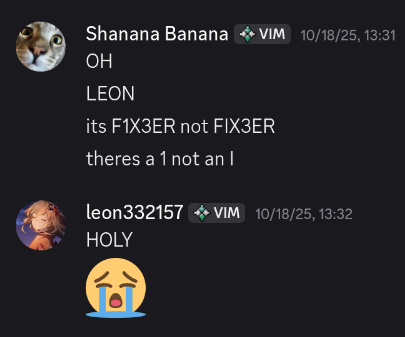 Shanana Banana VIM 10/18/25, 13:31
OH
LEON
its F1X3ER not FIX3ER
theres a 1 not an I
leon332157 VIM 10/18/25, 13:32
HOLY